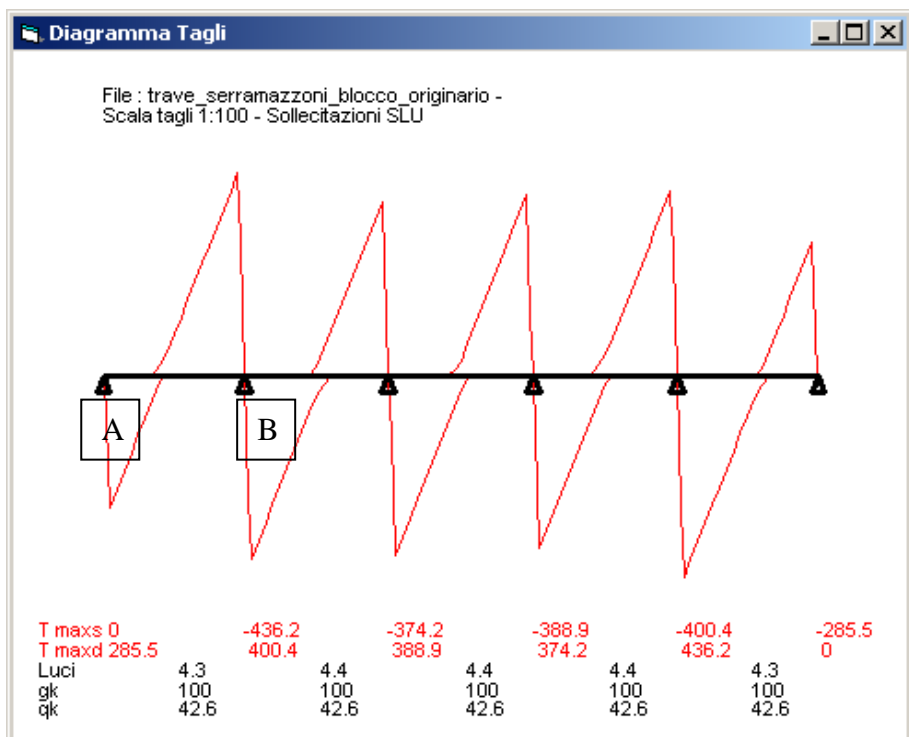 Diagramma Tagli
File : trave_serramazzoni_blocco_originario -
Scala tagli 1:100 - Sollecitazioni SLU
A B
T maxs 0 -436.2 -374.2 -388.9 -400.4 -285.5
T maxd 285.5 400.4 388.9 374.2 436.2 0
Luci 4.3 4.4 4.4 4.4 4.3
gk 100 100 100 100 100
qk 42.6 42.6 42.6 42.6 42.6